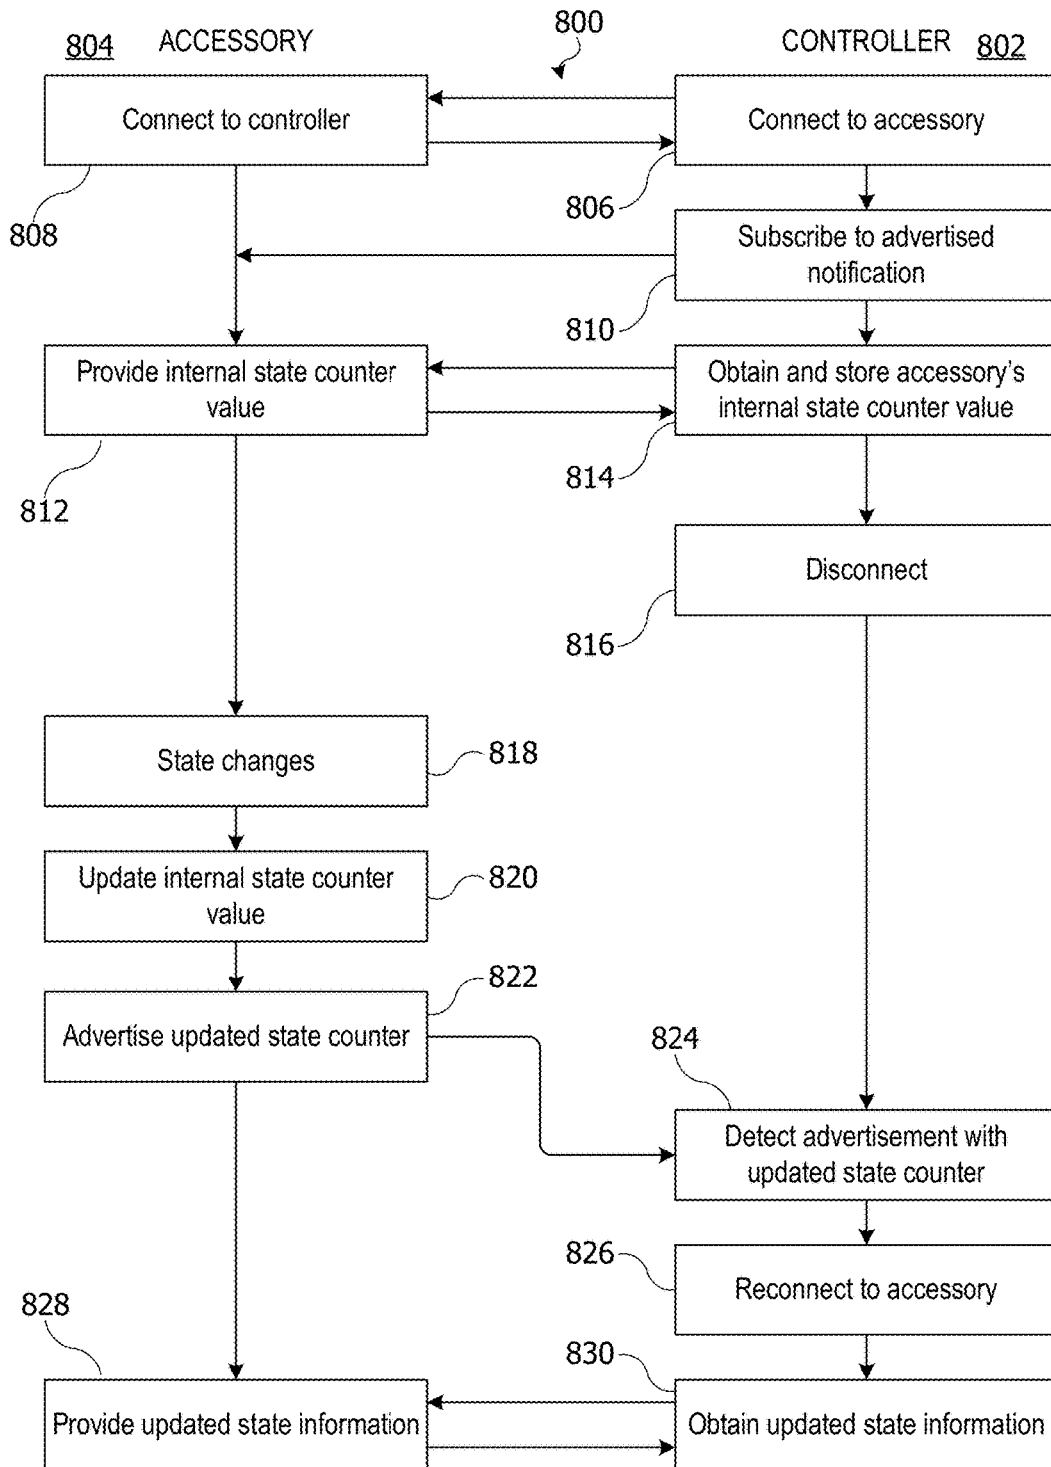 800
804 ACCESSORY
CONTROLLER 802
Connect to controller
Connect to accessory
808
806
Subscribe to advertised
notification
810
Provide internal state counter
value
Obtain and store accessory's
internal state counter value
812
814
Disconnect
816
State changes
818
Update internal state counter
value
820
822
Advertise updated state counter
824
Detect advertisement with
updated state counter
826
Reconnect to accessory
828
830
Provide updated state information
Obtain updated state information